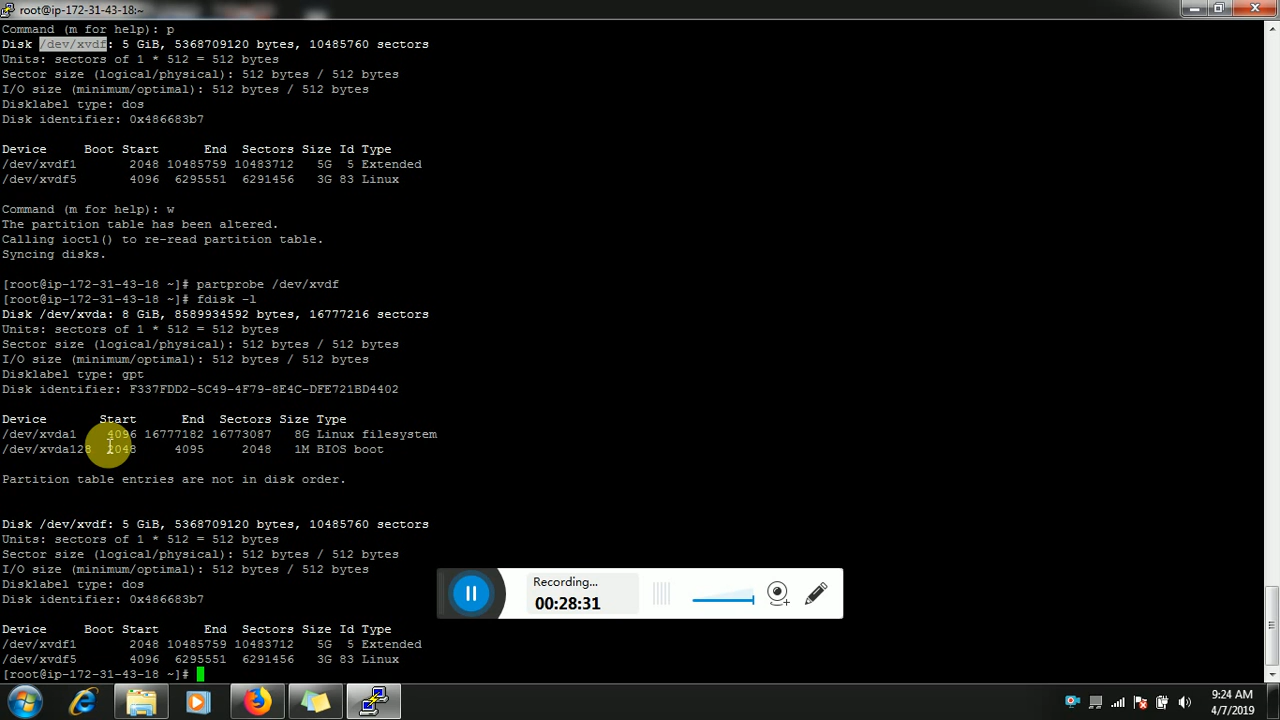 root@ip-172-31-43-18:~
Command (m for help): p
Disk /dev/xvdf: 5 GiB, 5368709120 bytes, 10485760 sectors
Units: sectors of 1 * 512 = 512 bytes
Sector size (logical/physical): 512 bytes / 512 bytes
I/O size (minimum/optimal): 512 bytes / 512 bytes
Disklabel type: dos
Disk identifier: 0x486683b7
Device     Boot Start      End  Sectors Size Id Type
/dev/xvdf1       2048 10485759 10483712   5G  5 Extended
/dev/xvdf5       4096  6295551  6291456   3G 83 Linux
Command (m for help): w
The partition table has been altered.
Calling ioctl() to re-read partition table.
Syncing disks.
[root@ip-172-31-43-18 ~]# partprobe /dev/xvdf
[root@ip-172-31-43-18 ~]# fdisk -l
Disk /dev/xvda: 8 GiB, 8589934592 bytes, 16777216 sectors
Units: sectors of 1 * 512 = 512 bytes
Sector size (logical/physical): 512 bytes / 512 bytes
I/O size (minimum/optimal): 512 bytes / 512 bytes
Disklabel type: gpt
Disk identifier: F337FDD2-5C49-4F79-8E4C-DFE721BD4402
Device       Start      End  Sectors Size Type
/dev/xvda1    4096 16777182 16773087   8G Linux filesystem
/dev/xvda128  2048     4095     2048   1M BIOS boot
Partition table entries are not in disk order.
Disk /dev/xvdf: 5 GiB, 5368709120 bytes, 10485760 sectors
Units: sectors of 1 * 512 = 512 bytes
Sector size (logical/physical): 512 bytes / 512 bytes
I/O size (minimum/optimal): 512 bytes / 512 bytes
Disklabel type: dos
Disk identifier: 0x486683b7
Recording...
00:28:31
Device     Boot Start      End  Sectors Size Id Type
/dev/xvdf1       2048 10485759 10483712   5G  5 Extended
/dev/xvdf5       4096  6295551  6291456   3G 83 Linux
[root@ip-172-31-43-18 ~]#
9:24 AM
4/7/2019